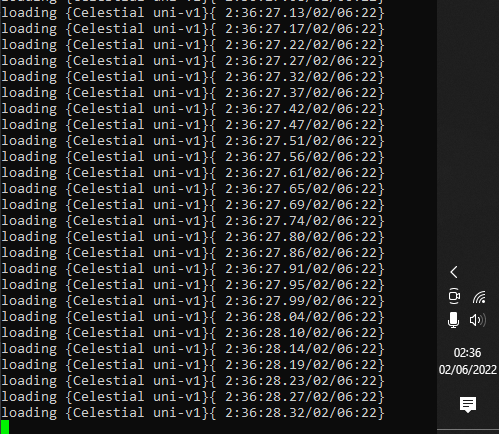 loading {Celestial uni-v1}{ 2:36:27.13/02/06:22}
loading {Celestial uni-v1}{ 2:36:27.17/02/06:22}
loading {Celestial uni-v1}{ 2:36:27.22/02/06:22}
loading {Celestial uni-v1}{ 2:36:27.27/02/06:22}
loading {Celestial uni-v1}{ 2:36:27.32/02/06:22}
loading {Celestial uni-v1}{ 2:36:27.37/02/06:22}
loading {Celestial uni-v1}{ 2:36:27.42/02/06:22}
loading {Celestial uni-v1}{ 2:36:27.47/02/06:22}
loading {Celestial uni-v1}{ 2:36:27.51/02/06:22}
loading {Celestial uni-v1}{ 2:36:27.56/02/06:22}
loading {Celestial uni-v1}{ 2:36:27.61/02/06:22}
loading {Celestial uni-v1}{ 2:36:27.65/02/06:22}
loading {Celestial uni-v1}{ 2:36:27.69/02/06:22}
loading {Celestial uni-v1}{ 2:36:27.74/02/06:22}
loading {Celestial uni-v1}{ 2:36:27.80/02/06:22}
loading {Celestial uni-v1}{ 2:36:27.86/02/06:22}
loading {Celestial uni-v1}{ 2:36:27.91/02/06:22}
loading {Celestial uni-v1}{ 2:36:27.95/02/06:22}
loading {Celestial uni-v1}{ 2:36:27.99/02/06:22}
loading {Celestial uni-v1}{ 2:36:28.04/02/06:22}
loading {Celestial uni-v1}{ 2:36:28.10/02/06:22}
loading {Celestial uni-v1}{ 2:36:28.14/02/06:22}
loading {Celestial uni-v1}{ 2:36:28.19/02/06:22}
loading {Celestial uni-v1}{ 2:36:28.23/02/06:22}
loading {Celestial uni-v1}{ 2:36:28.27/02/06:22}
loading {Celestial uni-v1}{ 2:36:28.32/02/06:22}
02:36
02/06/2022